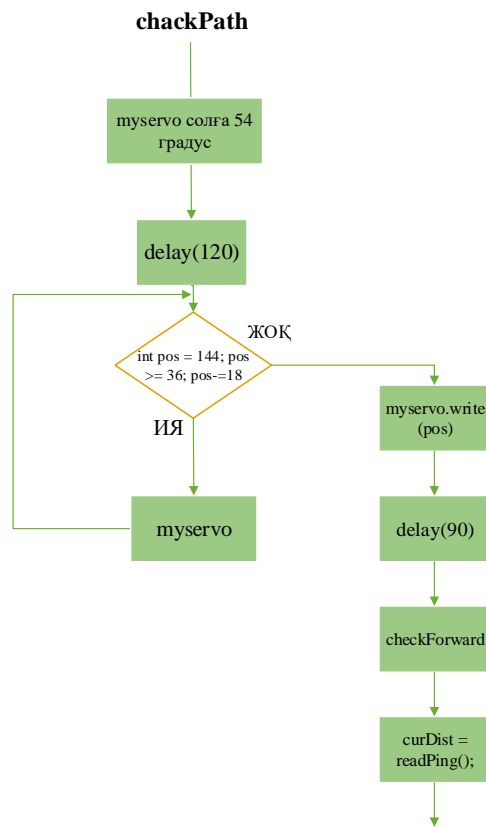 chackPath
myservo солға 54
градус
delay(120)
ЖОҚ
int pos = 144; pos
>= 36; pos-=18
ИЯ
myservo
myservo.write
(pos)
delay(90)
checkForward
curDist =
readPing();